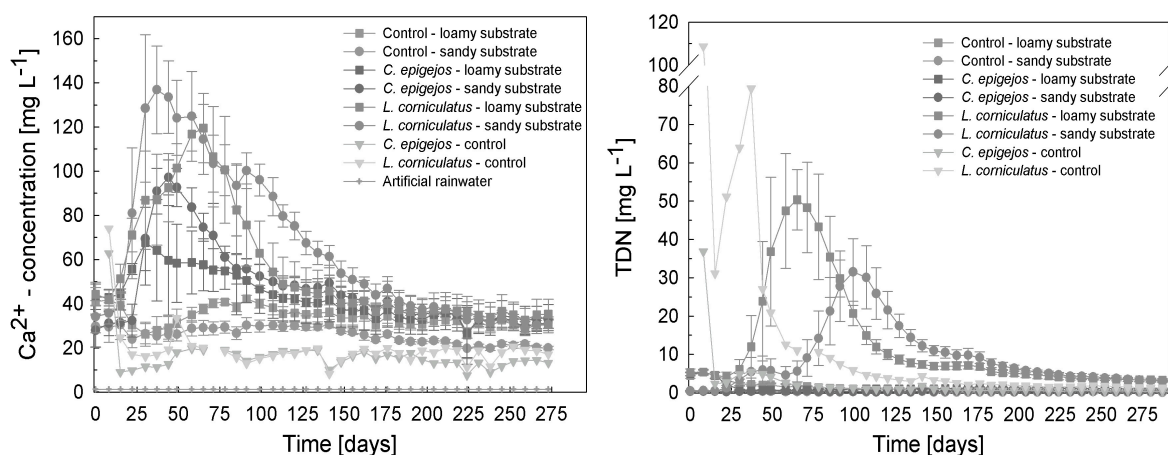 Ca2+ - concentration [mg L-1]
160
140
120
100
80
60
40
20
0
Control - loamy substrate
Control - sandy substrate
C. epigejos - loamy substrate
C. epigejos - sandy substrate
L. corniculatus - loamy substrate
L. corniculatus - sandy substrate
C. epigejos - control
L. corniculatus - control
Artificial rainwater
0 25 50 75 100 125 150 175 200 225 250 275
Time [days]
TDN [mg L-1]
120
100
80
70
60
50
40
30
20
10
0
Control - loamy substrate
Control - sandy substrate
C. epigejos - loamy substrate
C. epigejos - sandy substrate
L. corniculatus - loamy substrate
L. corniculatus - sandy substrate
C. epigejos - control
L. corniculatus - control
0 25 50 75 100 125 150 175 200 225 250 275
Time [days]